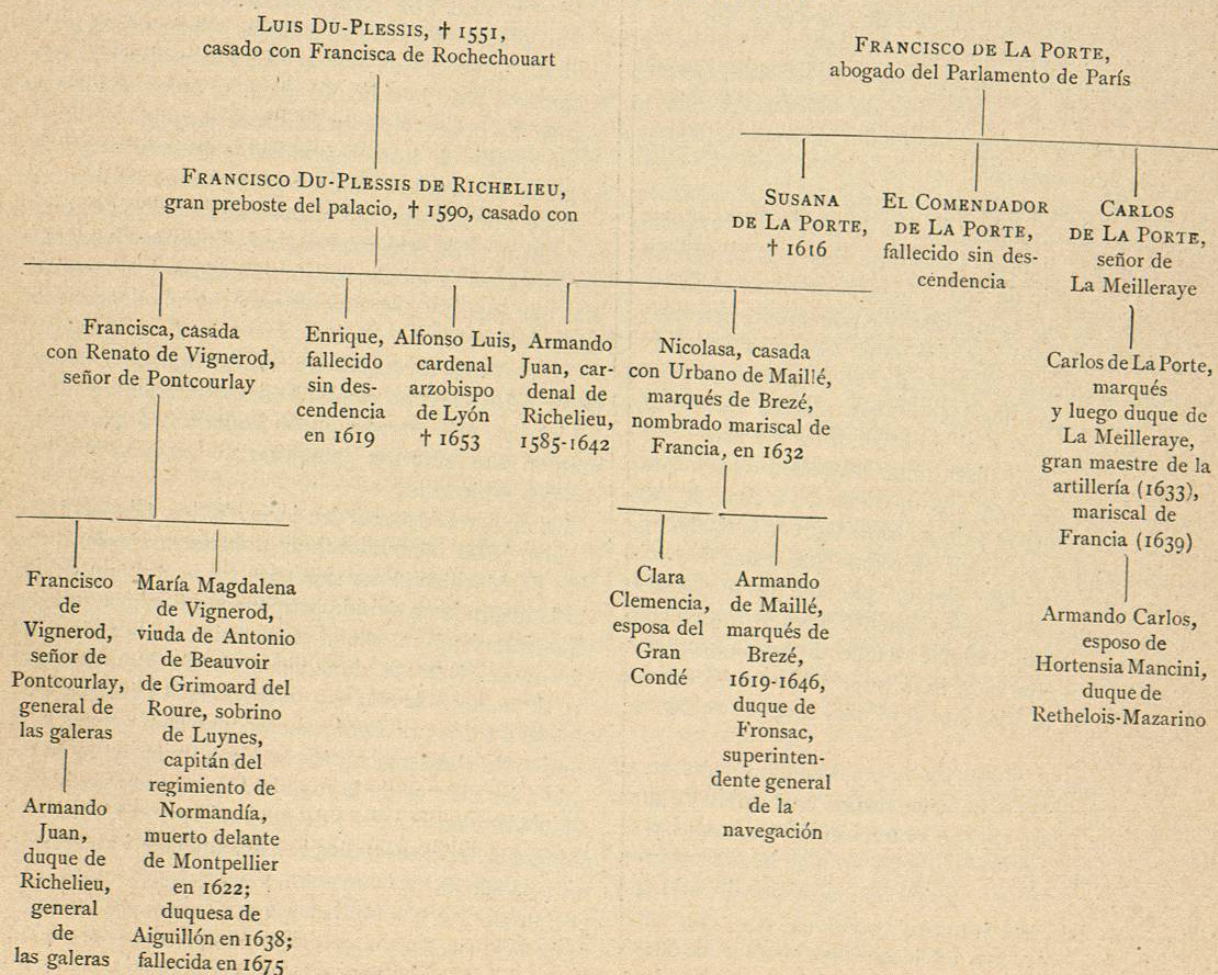 LUIS DU-PLESSIS, † 1551,
casado con Francisca de Rochechouart
FRANCISCO DE LA PORTE,
abogado del Parlamento de París
FRANCISCO DU-PLESSIS DE RICHELIEU,
gran preboste del palacio, † 1590, casado con
SUSANA
DE LA PORTE,
† 1616
EL COMENDADOR
DE LA PORTE,
fallecido sin des-
cendencia
CARLOS
DE LA PORTE,
señor de
La Meilleraye
Francisca, casada
con Renato de Vignerod,
señor de Pontcourlay
Enrique,
fallecido
sin des-
cendencia
en 1619
Alfonso Luis,
cardenal
arzobispo
de Lyón
† 1653
Armando
Juan, car-
denal de
Richelieu,
1585-1642
Nicolasa, casada
con Urbano de Maillé,
marqués de Brezé,
nombrado mariscal de
Francia, en 1632
Carlos de La Porte,
marqués
y luego duque de
La Meilleraye,
gran maestre de la
artillería (1633),
mariscal de
Francia (1639)
Francisco
de
Vignerod,
señor de
Pontcourlay,
general de
las galeras
María Magdalena
de Vignerod,
viuda de Antonio
de Beauvoir
de Grimoard del
Roure, sobrino
de Luynes,
capitán del
regimiento de
Normandía,
muerto delante
de Montpellier
en 1622;
duquesa de
Aiguillón en 1638;
fallecida en 1675
Clara
Clemencia,
esposa del
Gran
Condé
Armando
de Maillé,
marqués de
Brezé,
1619-1646,
duque de
Fronsac,
superinten-
dente general
de la
navegación
Armando Carlos,
esposo de
Hortensia Mancini,
duque de
Rethelois-Mazarino
Armando
Juan,
duque de
Richelieu,
general
de
las galeras